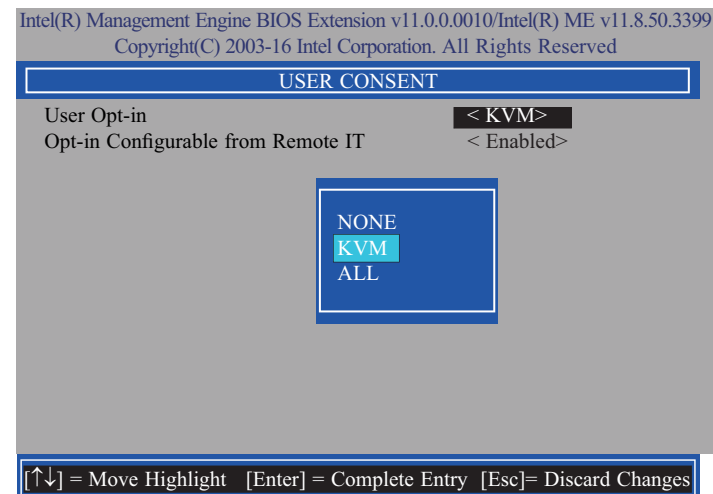 Intel(R) Management Engine BIOS Extension v11.0.0.0010/Intel(R) ME v11.8.50.3399
Copyright(C) 2003-16 Intel Corporation. All Rights Reserved
USER CONSENT
User Opt-in < KVM>
Opt-in Configurable from Remote IT < Enabled>
NONE
KVM
ALL
[↑↓] = Move Highlight [Enter] = Complete Entry [Esc]= Discard Changes